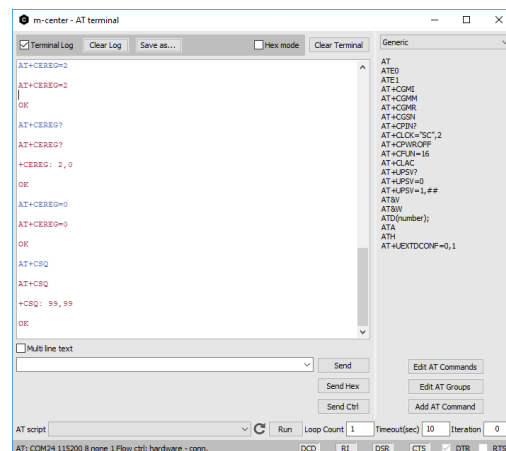 m-center - AT terminal
Terminal Log Clear Log Save as... Hex mode Clear Terminal
Generic
AT+CEREG=2
AT+CEREG=2
OK
AT+CEREG?
AT+CEREG?
+CEREG: 2,0
OK
AT+CEREG=0
AT+CEREG=0
OK
AT+CSQ
AT+CSQ
+CSQ: 99,99
OK
AT
ATE0
ATE1
AT+CGMI
AT+CGMM
AT+CGMR
AT+CGSN
AT+CPIN?
AT+CLCK="SC",2
AT+CPWROFF
AT+CFUN=16
AT+CLAC
AT+UPSV?
AT+UPSV=0
AT+UPSV=1,##
AT&V
AT&W
ATD(number);
ATA
ATH
AT+UEXTDCONF=0,1
Multi line text
Send
Send Hex
Send Ctrl
Edit AT Commands
Edit AT Groups
Add AT Command
AT script Run Loop Count 1 Timeout(sec) 10 Iteration 0
AT: COM24 115200 8 none 1 Flow ctrl: hardware - conn. DCD RI DSR CTS DTR RTS